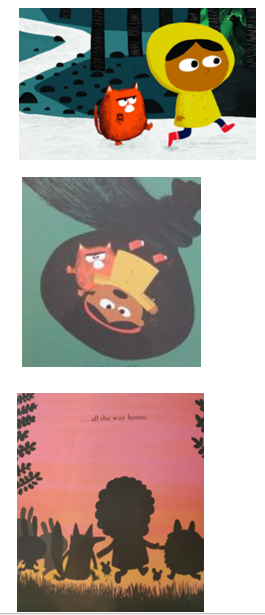 . . . all the way home.